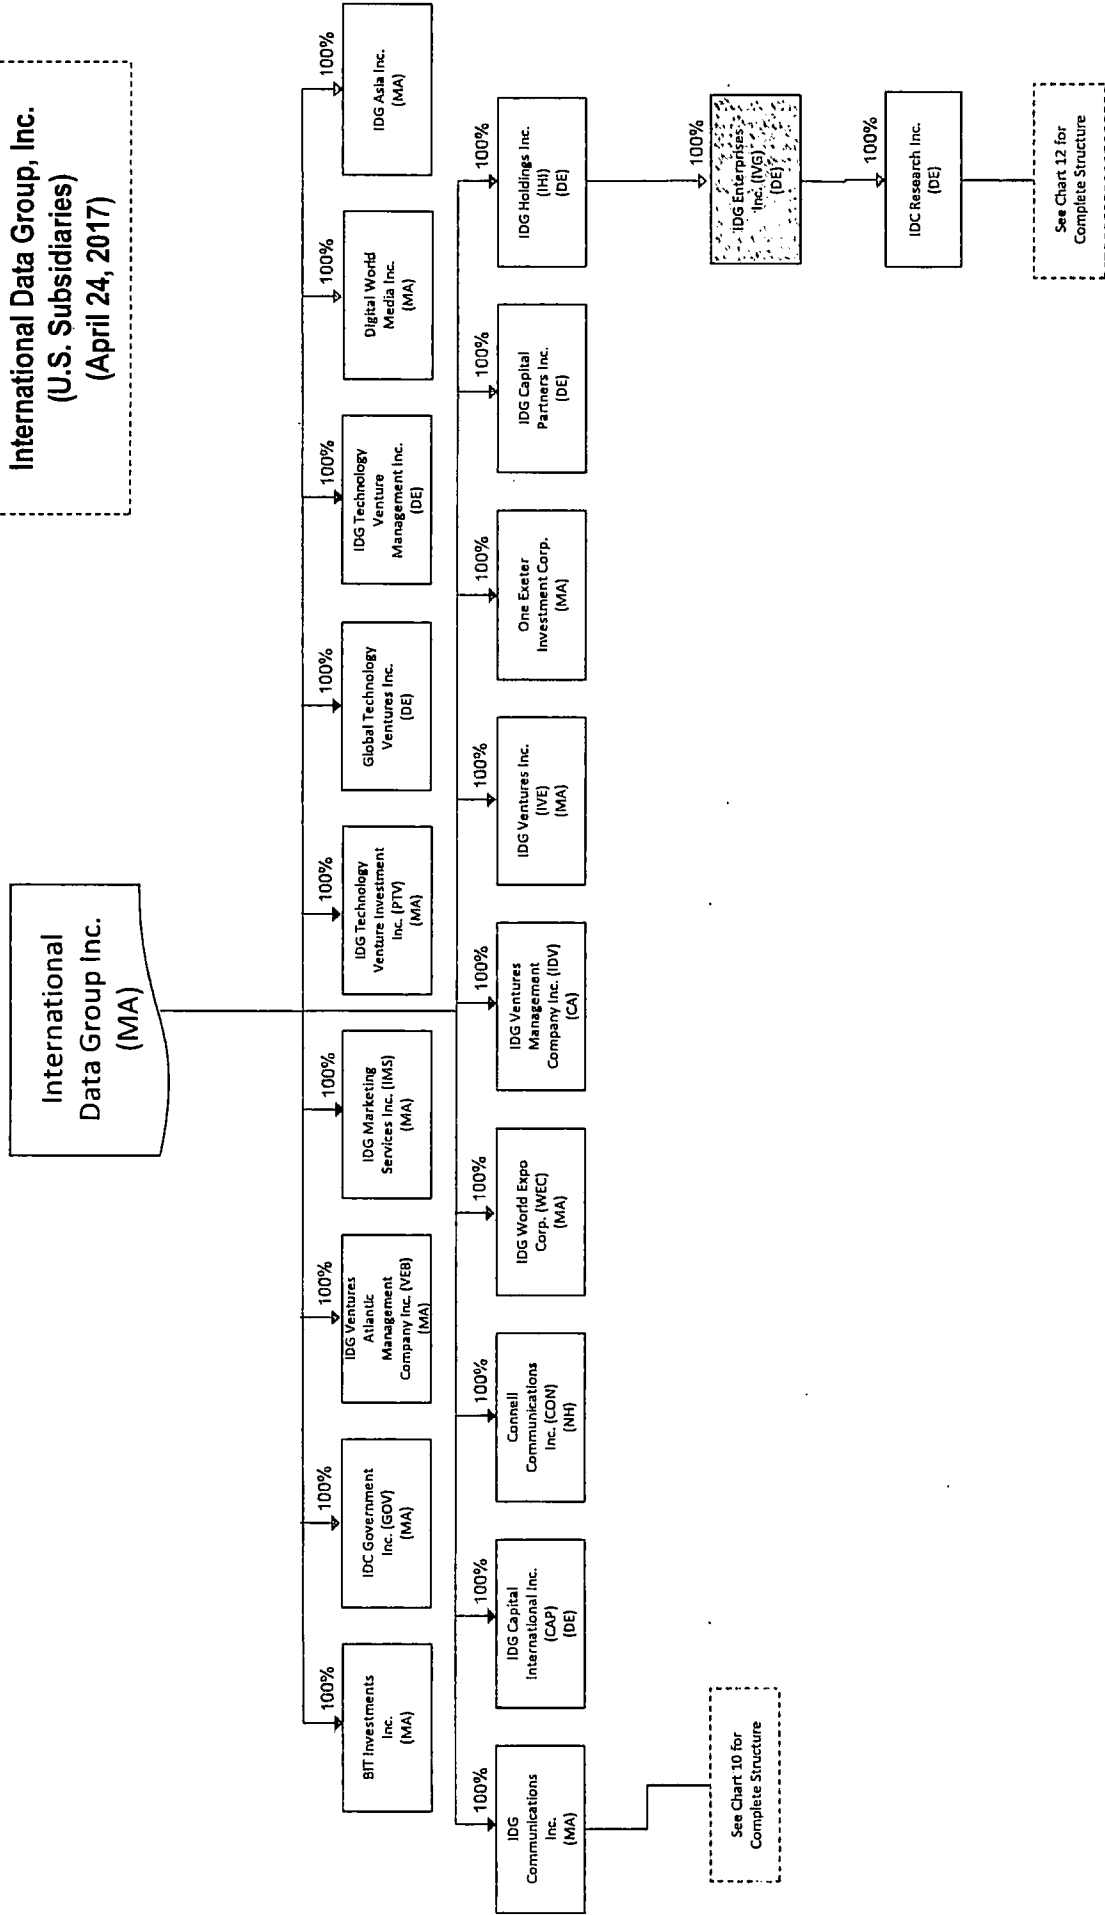 International Data Group, Inc.
(U.S. Subsidiaries)
(April 24, 2017)
International
Data Group Inc.
(MA)
100%
BIT Investments
Inc.
(MA)
100%
IDC Government
Inc. (GOV)
(MA)
100%
IDG Ventures
Atlantic
Management
Company Inc. (VEB)
(MA)
100%
IDG Marketing
Services Inc. (IMS)
(MA)
100%
IDG Technology
Venture Investment
Inc. (PTV)
(MA)
100%
Global Technology
Ventures Inc.
(DE)
100%
IDG Technology
Venture
Management Inc.
(DE)
100%
Digital World
Media Inc.
(MA)
100%
IDG Asia Inc.
(MA)
100%
IDG
Communications
Inc.
(MA)
100%
IDG Capital
International Inc.
(CAP)
(DE)
100%
Connell
Communications
Inc. (CON)
(NH)
100%
IDG World Expo
Corp. (WEC)
(MA)
100%
IDG Ventures
Management
Company Inc. (IDV)
(CA)
100%
IDG Ventures Inc.
(IVE)
(MA)
100%
One Exeter
Investment Corp.
(MA)
100%
IDG Capital
Partners Inc.
(DE)
100%
IDG Holdings Inc.
(IHI)
(DE)
100%
IDG Enterprises
Inc. (IVG)
(DE)
100%
IDC Research Inc.
(DE)
See Chart 10 for
Complete Structure
See Chart 12 for
Complete Structure